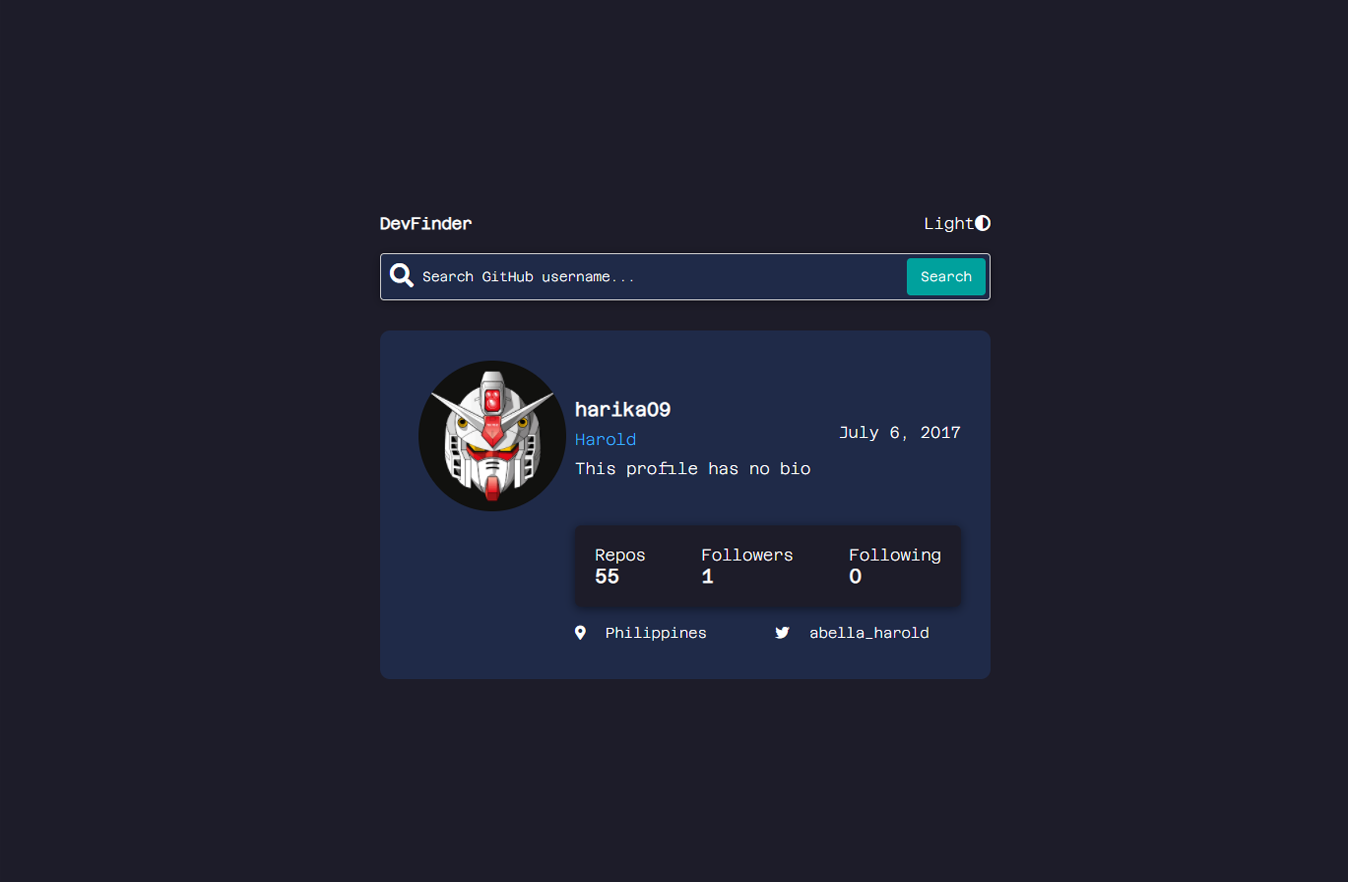 DevFinder
Light
Search GitHub username...
Search
harika09
Harold
July 6, 2017
This profile has no bio
Repos Followers Following
55 1 0
Philippines abella_harold